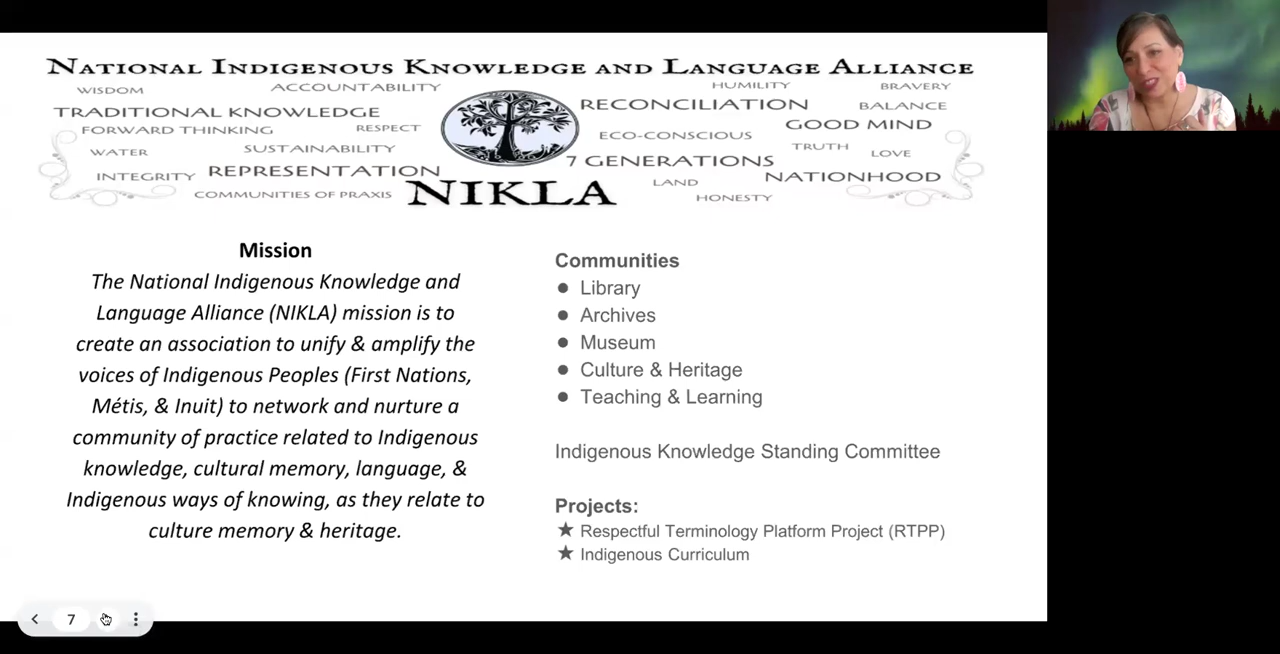 NATIONAL INDIGENOUS KNOWLEDGE AND LANGUAGE ALLIANCE
WISDOM
ACCOUNTABILITY
HUMILITY
BRAVERY
TRADITIONAL KNOWLEDGE
RECONCILIATION
BALANCE
FORWARD THINKING
RESPECT
ECO-CONSCIOUS
GOOD MIND
WATER
SUSTAINABILITY
7 GENERATIONS
TRUTH
LOVE
INTEGRITY
REPRESENTATION
LAND
NATIONHOOD
COMMUNITIES OF PRAXIS
NIKLA
HONESTY
Mission
The National Indigenous Knowledge and
Language Alliance (NIKLA) mission is to
create an association to unify & amplify the
voices of Indigenous Peoples (First Nations,
Métis, & Inuit) to network and nurture a
community of practice related to Indigenous
knowledge, cultural memory, language, &
Indigenous ways of knowing, as they relate to
culture memory & heritage.
Communities
● Library
● Archives
● Museum
● Culture & Heritage
● Teaching & Learning
Indigenous Knowledge Standing Committee
Projects:
★ Respectful Terminology Platform Project (RTPP)
★ Indigenous Curriculum
7